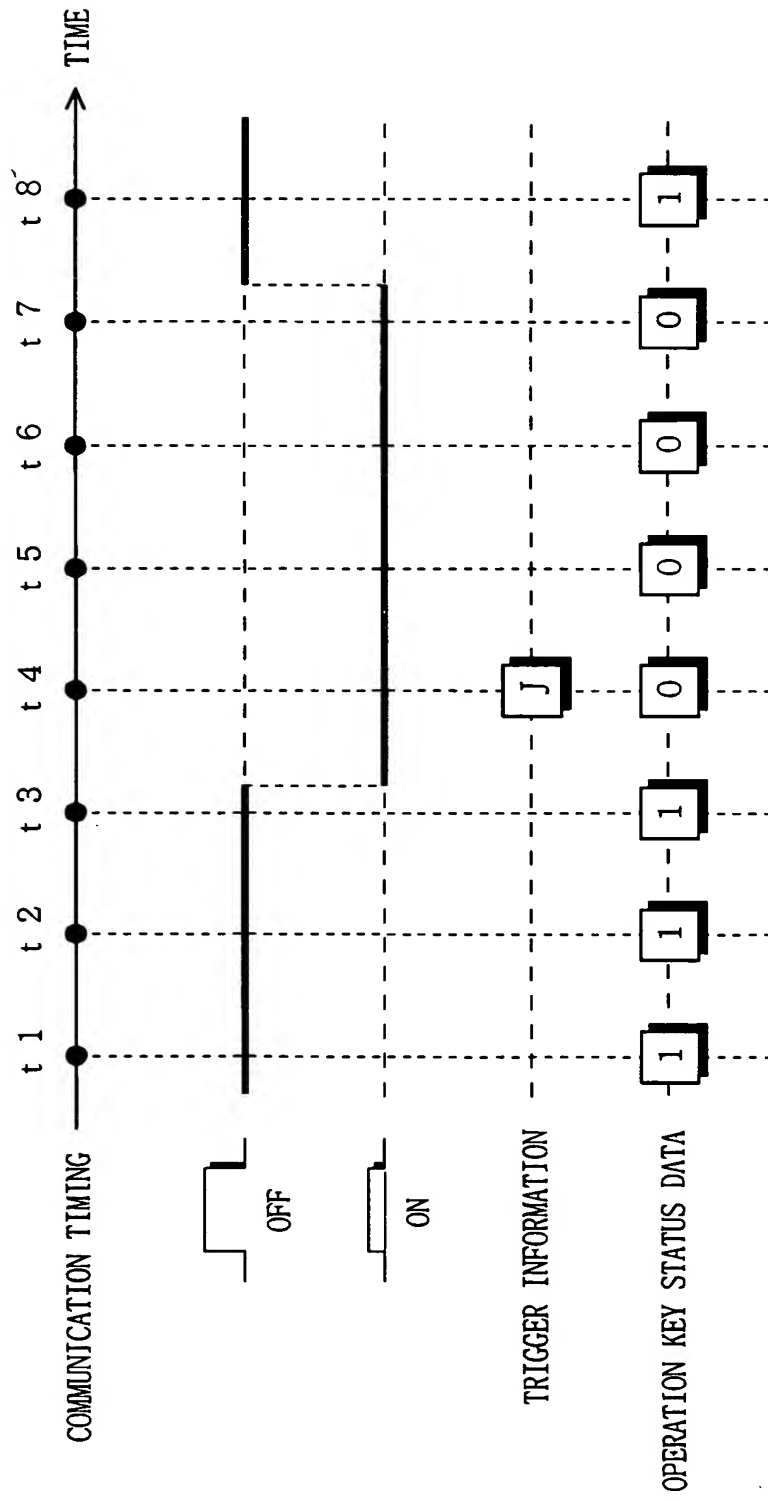 COMMUNICATION TIMING
t 1 t 2 t 3 t 4 t 5 t 6 t 7 t 8
TIME
OFF
ON
TRIGGER INFORMATION
J
OPERATION KEY STATUS DATA
1 1 1 0 0 0 0 1